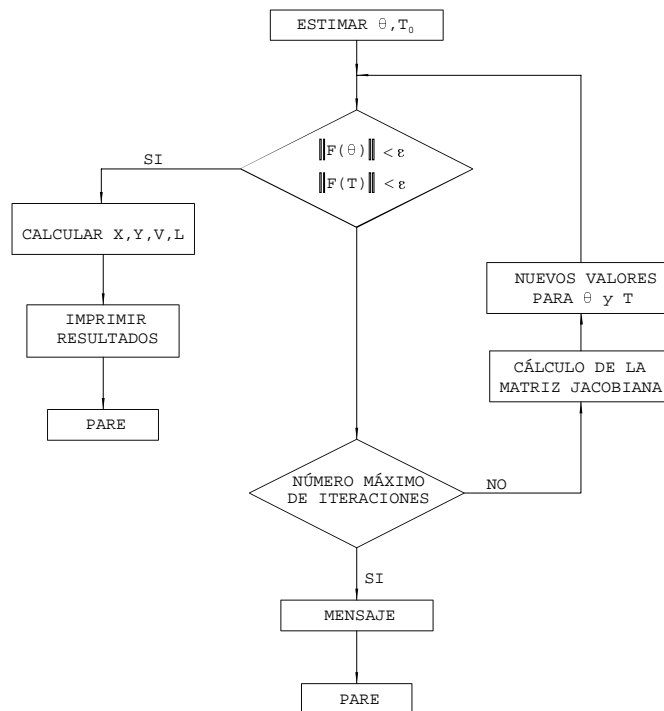 ESTIMAR θ,T₀
‖F(θ)‖ < ε
‖F(T)‖ < ε
SI
CALCULAR X,Y,V,L
IMPRIMIR
RESULTADOS
PARE
NUEVOS VALORES
PARA θ y T
CÁLCULO DE LA
MATRIZ JACOBIANA
NÚMERO MÁXIMO
DE ITERACIONES
NO
SI
MENSAJE
PARE